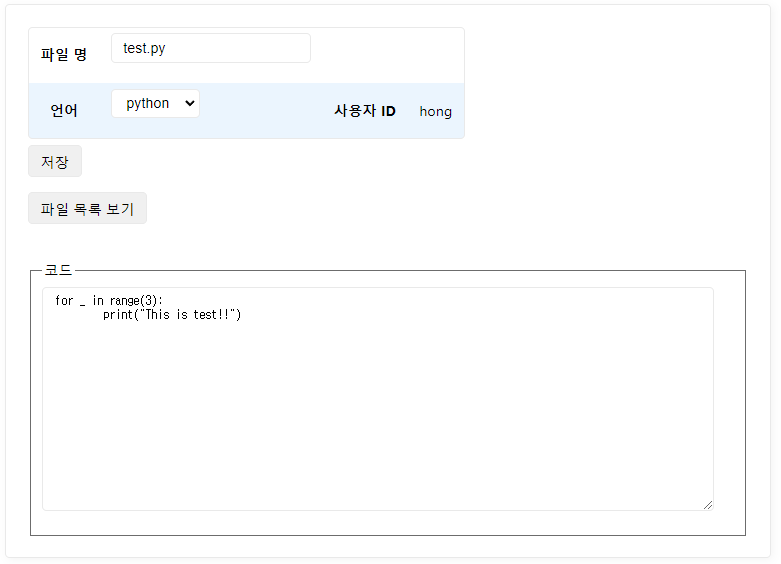 파일 명 test.py
언어 python 사용자 ID hong
저장
파일 목록 보기
코드
for _ in range(3):
        print("This is test!!")